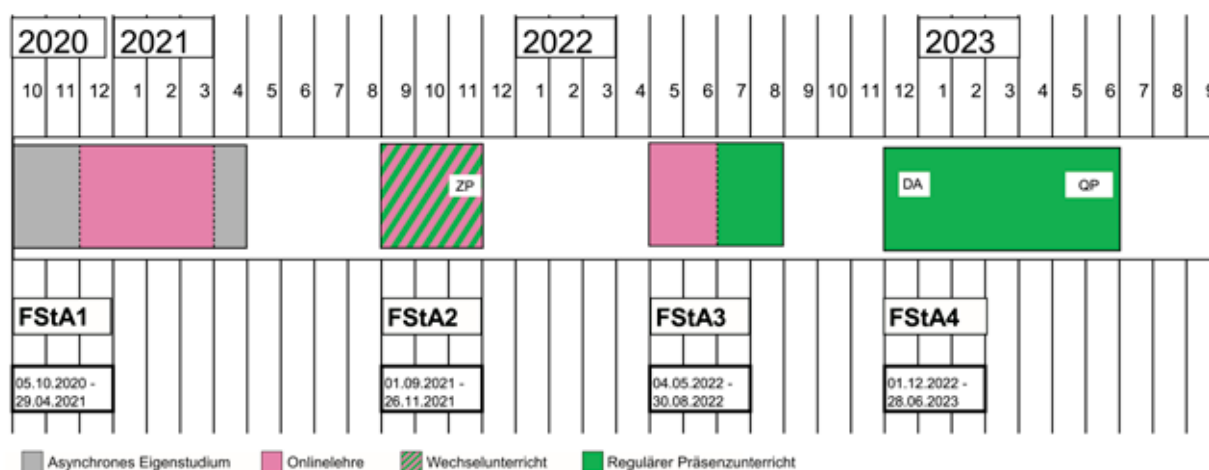 2020 2021 2022 2023
10 11 12 1 2 3 4 5 6 7 8 9 10 11 12 1 2 3 4 5 6 7 8 9 10 11 12 1 2 3 4 5 6 7 8 9
ZP DA QP
FStA1 FStA2 FStA3 FStA4
05.10.2020 - 01.09.2021 - 04.05.2022 - 01.12.2022 -
29.04.2021 26.11.2021 30.08.2022 28.06.2023
Asynchrones Eigenstudium Onlinelehre Wechselunterricht Regulärer Präsenzunterricht